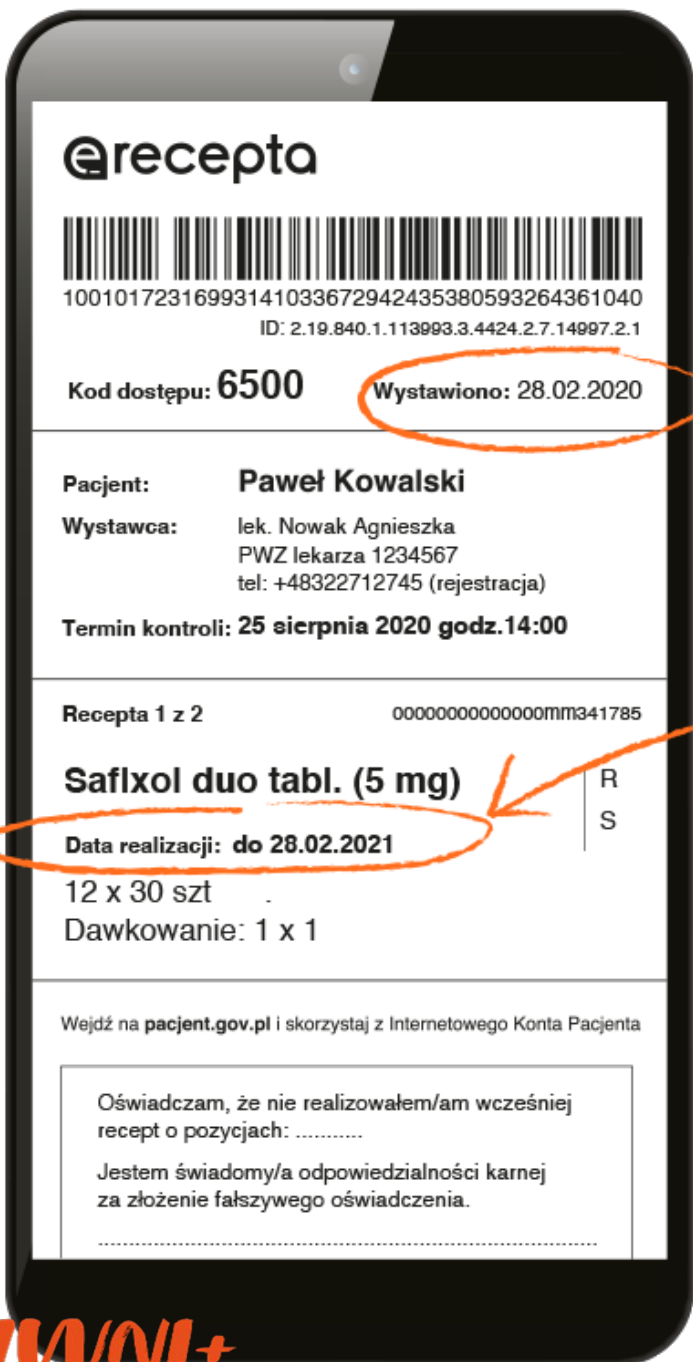 erecepta
10010172316993141033672942435380593264361040
ID: 2.19.840.1.113993.3.4424.2.7.14997.2.1
Kod dostępu: 6500 Wystawiono: 28.02.2020
Pacjent: Paweł Kowalski
Wystawca: lek. Nowak Agnieszka
PWZ lekarza 1234567
tel: +48322712745 (rejestracja)
Termin kontroli: 25 sierpnia 2020 godz.14:00
Recepta 1 z 2 00000000000000mm341785
Saflxol duo tabl. (5 mg) R
S
Data realizacji: do 28.02.2021
12 x 30 szt .
Dawkowanie: 1 x 1
Wejdź na pacjent.gov.pl i skorzystaj z Internetowego Konta Pacjenta
Oświadczam, że nie realizowałem/am wcześniej
recept o pozycjach: ...........
Jestem świadomy/a odpowiedzialności karnej
za złożenie fałszywego oświadczenia.